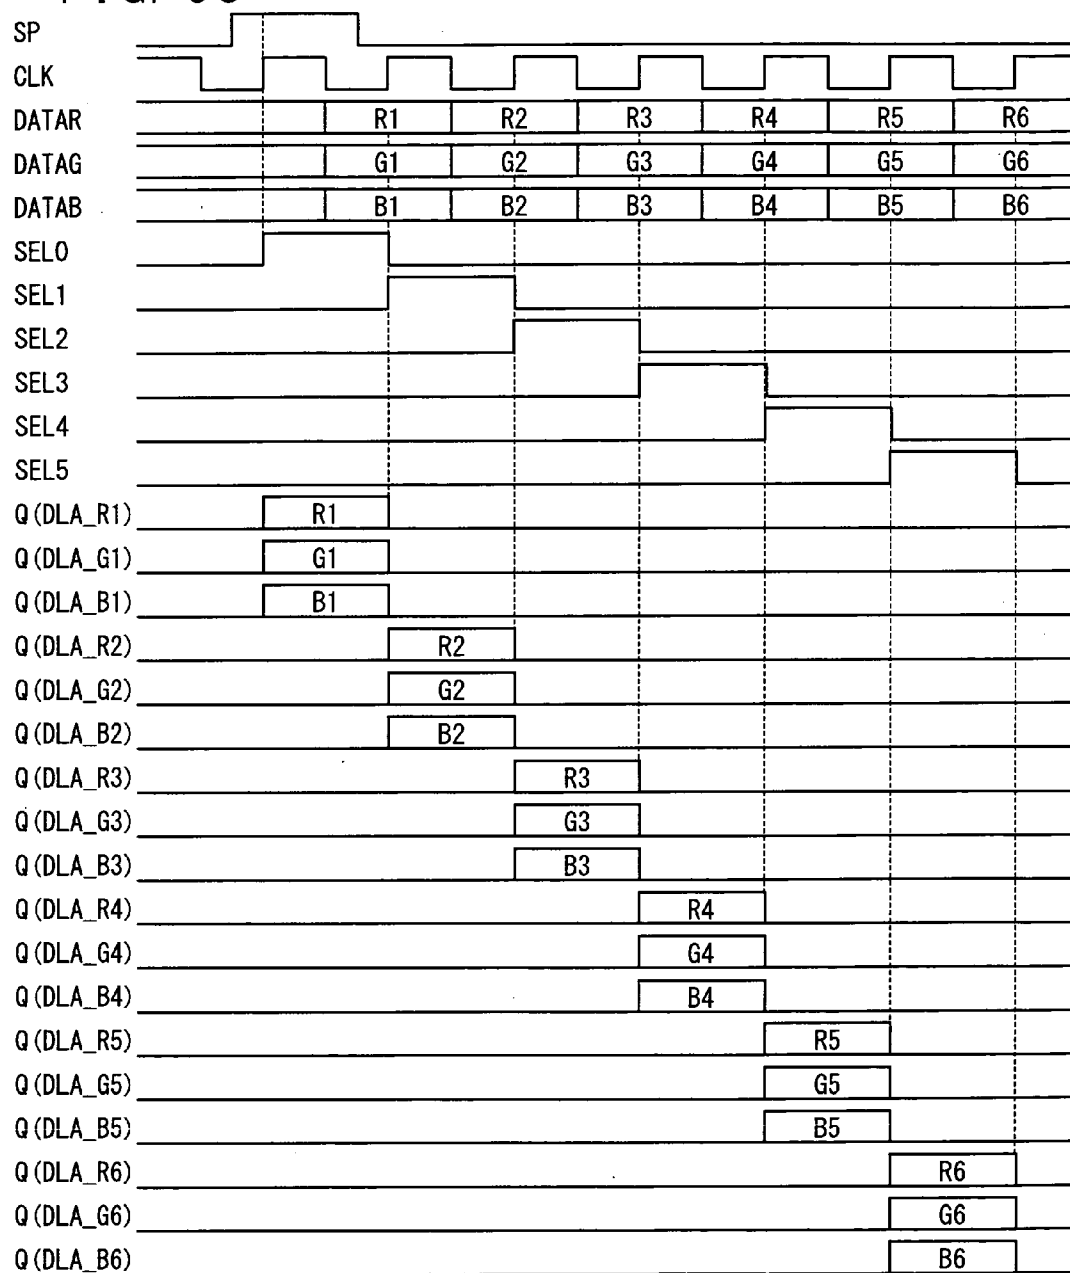 SP
CLK
DATAR R1 R2 R3 R4 R5 R6
DATAG G1 G2 G3 G4 G5 G6
DATAB B1 B2 B3 B4 B5 B6
SEL0
SEL1
SEL2
SEL3
SEL4
SEL5
Q(DLA_R1) R1
Q(DLA_G1) G1
Q(DLA_B1) B1
Q(DLA_R2) R2
Q(DLA_G2) G2
Q(DLA_B2) B2
Q(DLA_R3) R3
Q(DLA_G3) G3
Q(DLA_B3) B3
Q(DLA_R4) R4
Q(DLA_G4) G4
Q(DLA_B4) B4
Q(DLA_R5) R5
Q(DLA_G5) G5
Q(DLA_B5) B5
Q(DLA_R6) R6
Q(DLA_G6) G6
Q(DLA_B6) B6